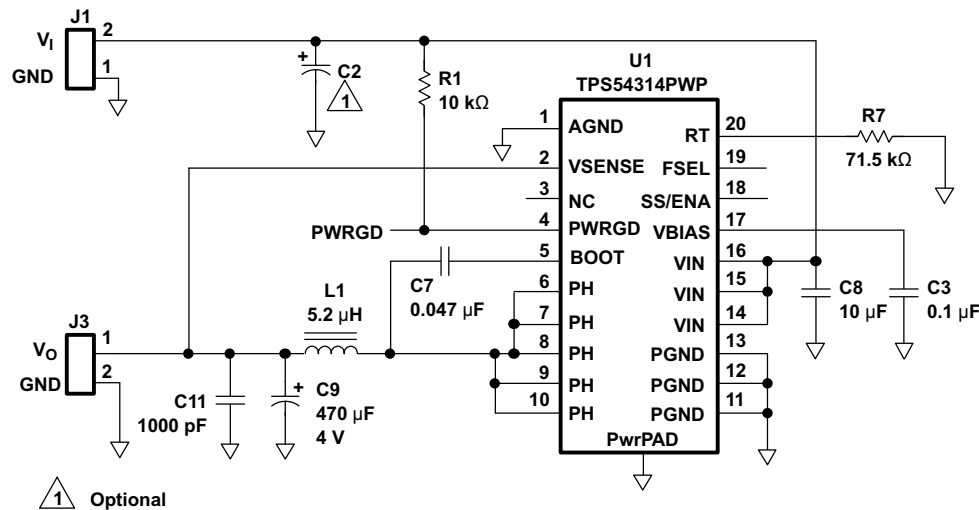 J1
V_I
2
GND
1
+
C2
1
R1
10 kΩ
U1
TPS54314PWP
1
AGND
2
VSENSE
3
NC
4
PWRGD
5
BOOT
6
PH
7
PH
8
PH
9
PH
10
PH
RT
20
FSEL
19
SS/ENA
18
VBIAS
17
VIN
16
VIN
15
VIN
14
PGND
13
PGND
12
PGND
11
PwrPAD
R7
71.5 kΩ
PWRGD
C7
0.047 μF
L1
5.2 μH
C8
10 μF
C3
0.1 μF
J3
V_O
1
GND
2
C11
1000 pF
+
C9
470 μF
4 V
1 Optional